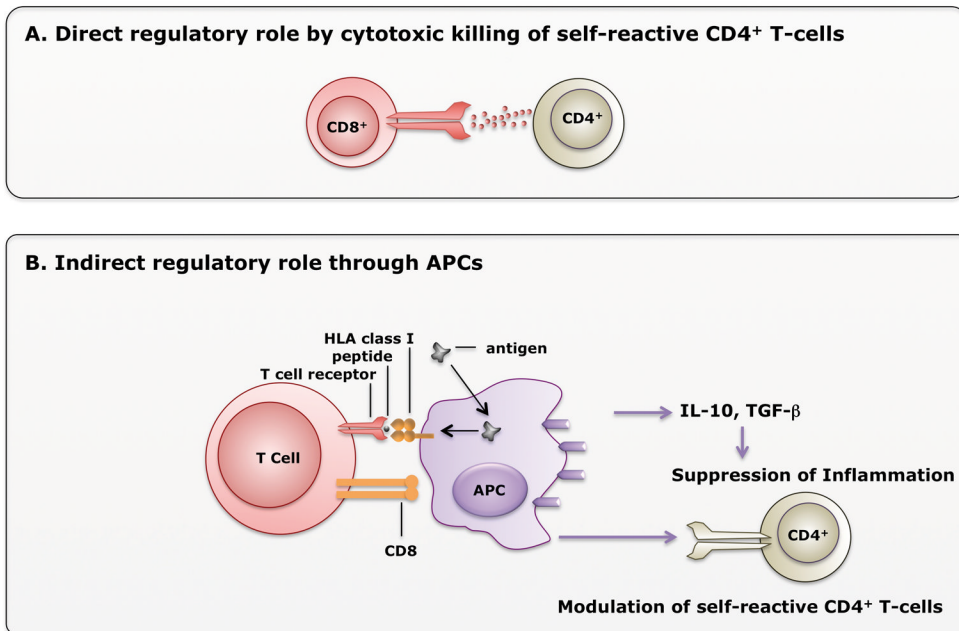 A. Direct regulatory role by cytotoxic killing of self-reactive CD4⁺ T-cells
CD8⁺
CD4⁺
B. Indirect regulatory role through APCs
HLA class I
peptide
T cell receptor
antigen
T Cell
APC
CD8
IL-10, TGF-β
Suppression of Inflammation
CD4⁺
Modulation of self-reactive CD4⁺ T-cells